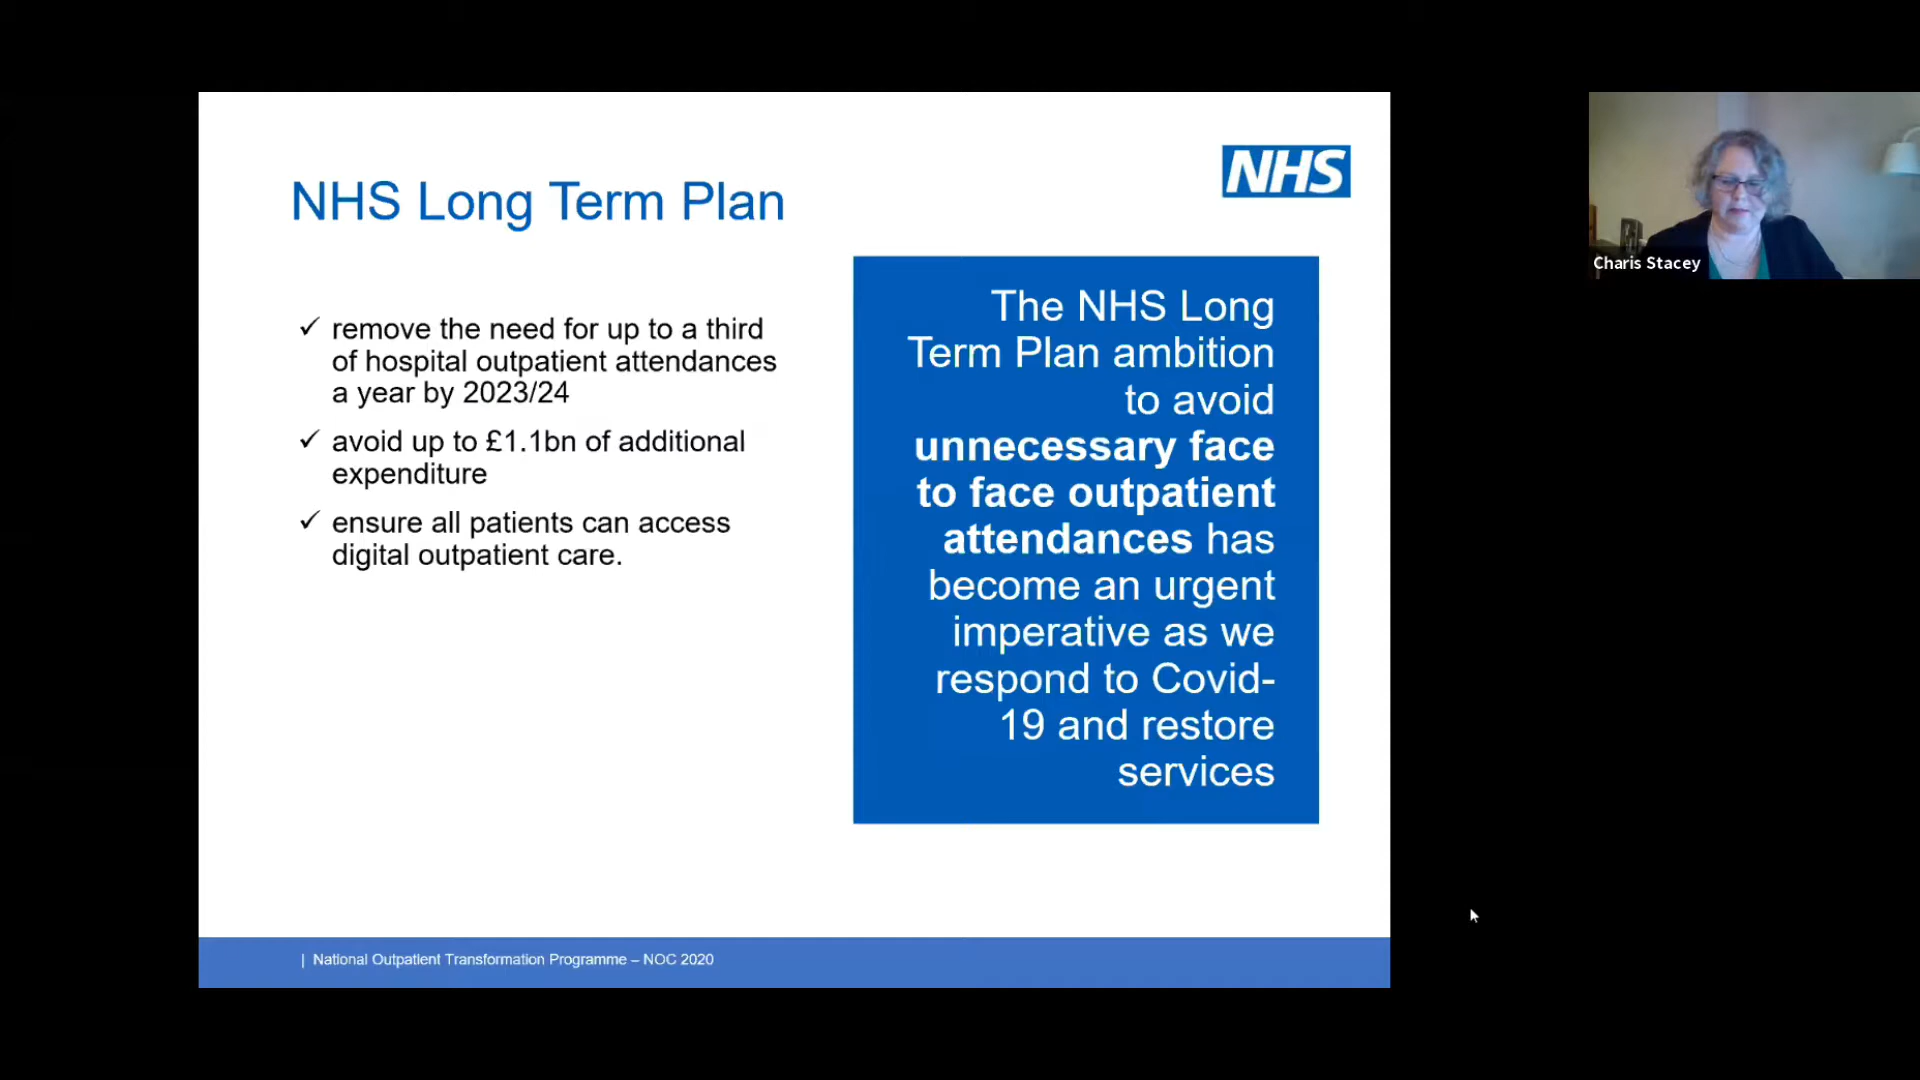 NHS
NHS Long Term Plan
✓ remove the need for up to a third
of hospital outpatient attendances
a year by 2023/24
✓ avoid up to £1.1bn of additional
expenditure
✓ ensure all patients can access
digital outpatient care.
The NHS Long
Term Plan ambition
to avoid
unnecessary face
to face outpatient
attendances has
become an urgent
imperative as we
respond to Covid-
19 and restore
services
| National Outpatient Transformation Programme – NOC 2020
Charis Stacey